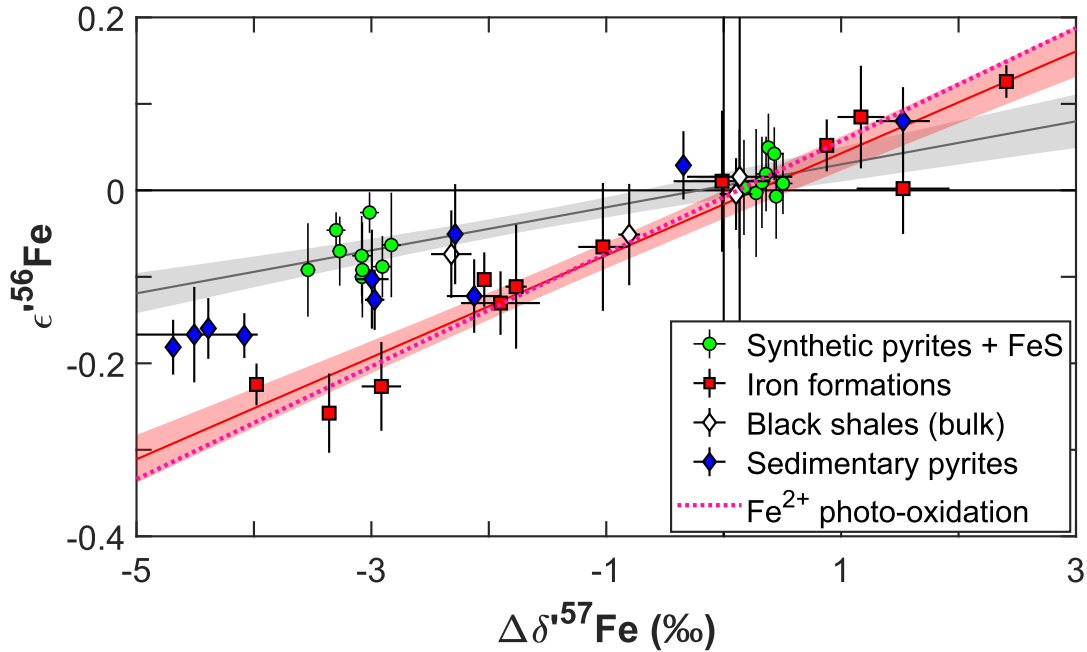 0.2
0
-0.2
-0.4
ϵ'⁵⁶Fe
Synthetic pyrites + FeS
Iron formations
Black shales (bulk)
Sedimentary pyrites
Fe²⁺ photo-oxidation
-5 -3 -1 1 3
Δδ'⁵⁷Fe (‰)